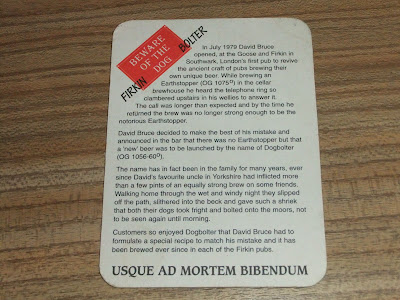 BEWARE
OF THE
DOG
FIRKIN BOLTER
In July 1979 David Bruce
opened, at the Goose and Firkin in
Southwark, London's first pub to revive
the ancient craft of pubs brewing their
own unique beer. While brewing an
Earthstopper (OG 1075º) in the cellar
brewhouse he heard the telephone ring so
clambered upstairs in his wellies to answer it.
The call was longer than expected and by the time he
returned the brew was no longer strong enough to be the
notorious Earthstopper.
David Bruce decided to make the best of his mistake and
announced in the bar that there was no Earthstopper but that
a 'new' beer was to be launched by the name of Dogbolter
(OG 1056-60º).
The name has in fact been in the family for many years, ever
since David's favourite uncle in Yorkshire had inflicted more
than a few pints of an equally strong brew on some friends.
Walking home through the wet and windy night they slipped
off the path, slithered into the beck and gave such a shriek
that both their dogs took fright and bolted onto the moors, not
to be seen again until morning.
Customers so enjoyed Dogbolter that David Bruce had to
formulate a special recipe to match his mistake and it has
been brewed ever since in each of the Firkin pubs.
USQUE AD MORTEM BIBENDUM